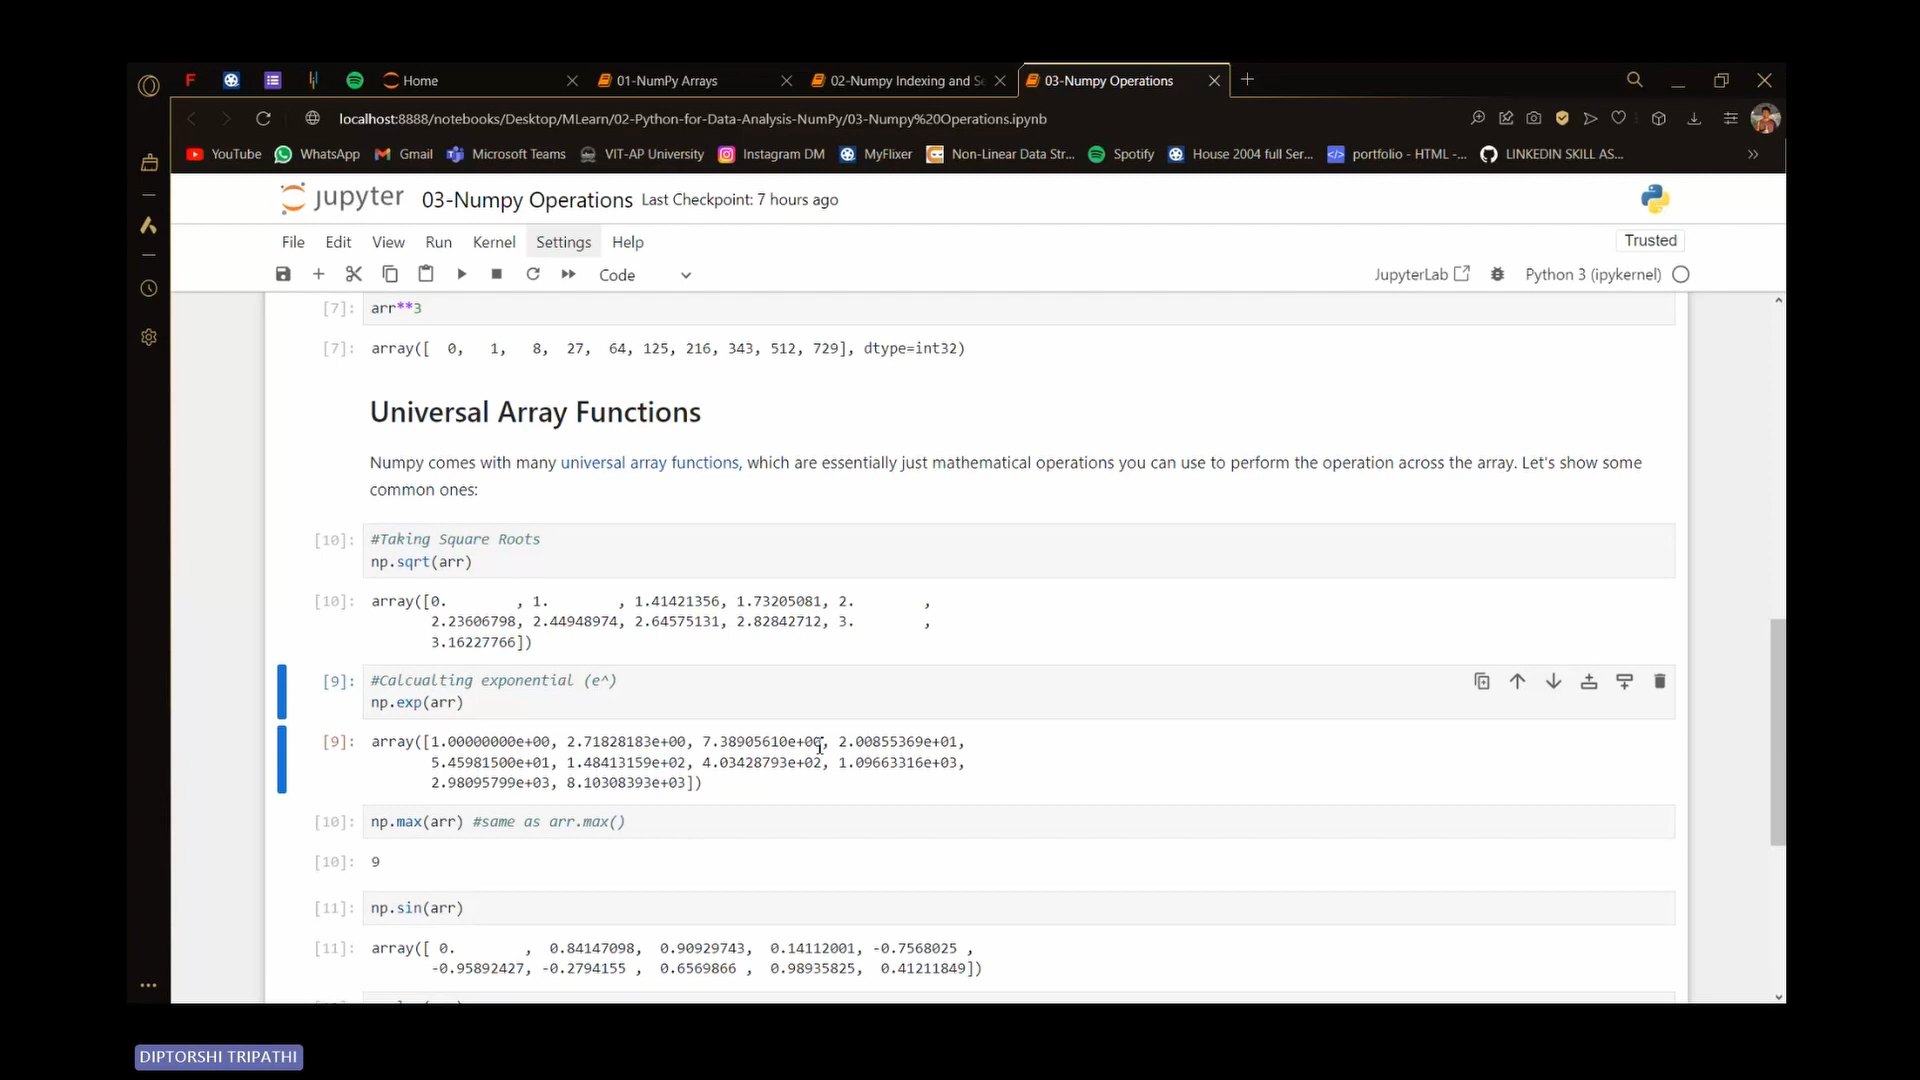 F Home 01-NumPy Arrays 02-Numpy Indexing and Se 03-Numpy Operations
localhost:8888/notebooks/Desktop/MLearn/02-Python-for-Data-Analysis-NumPy/03-Numpy%20Operations.ipynb
YouTube WhatsApp Gmail Microsoft Teams VIT-AP University Instagram DM MyFlixer Non-Linear Data Str... Spotify House 2004 full Ser... portfolio - HTML -... LINKEDIN SKILL AS...
jupyter 03-Numpy Operations Last Checkpoint: 7 hours ago
File Edit View Run Kernel Settings Help Trusted
Code JupyterLab Python 3 (ipykernel)
[7]: arr**3
[7]: array([ 0, 1, 8, 27, 64, 125, 216, 343, 512, 729], dtype=int32)
Universal Array Functions
Numpy comes with many universal array functions, which are essentially just mathematical operations you can use to perform the operation across the array. Let's show some
common ones:
[10]: #Taking Square Roots
np.sqrt(arr)
[10]: array([0. , 1. , 1.41421356, 1.73205081, 2. ,
2.23606798, 2.44948974, 2.64575131, 2.82842712, 3. ,
3.16227766])
[9]: #Calcualting exponential (e^)
np.exp(arr)
[9]: array([1.00000000e+00, 2.71828183e+00, 7.38905610e+00, 2.00855369e+01,
5.45981500e+01, 1.48413159e+02, 4.03428793e+02, 1.09663316e+03,
2.98095799e+03, 8.10308393e+03])
[10]: np.max(arr) #same as arr.max()
[10]: 9
[11]: np.sin(arr)
[11]: array([ 0. , 0.84147098, 0.90929743, 0.14112001, -0.7568025 ,
-0.95892427, -0.2794155 , 0.6569866 , 0.98935825, 0.41211849])
DIPTORSHI TRIPATHI